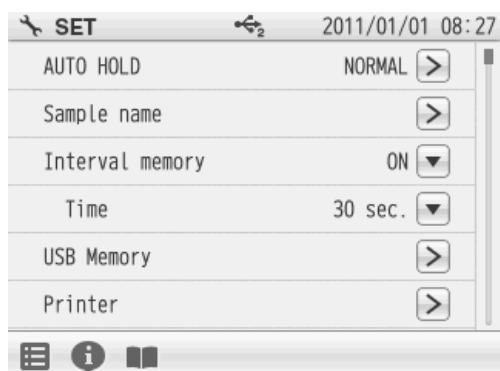 SET 2 2011/01/01 08:27
AUTO HOLD NORMAL
Sample name
Interval memory ON
Time 30 sec.
USB Memory
Printer